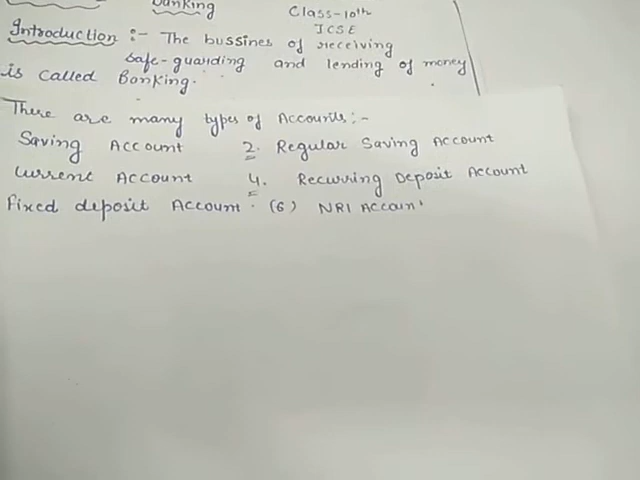 Banking Class-10th
ICSE
Introduction :- The bussines of receiving
safe-guarding and lending of money
is called Banking.
There are many types of Accounts:-
Saving Account 2. Regular Saving Account
Current Account 4. Recurring Deposit Account
Fixed deposit Account. (6) NRI Account